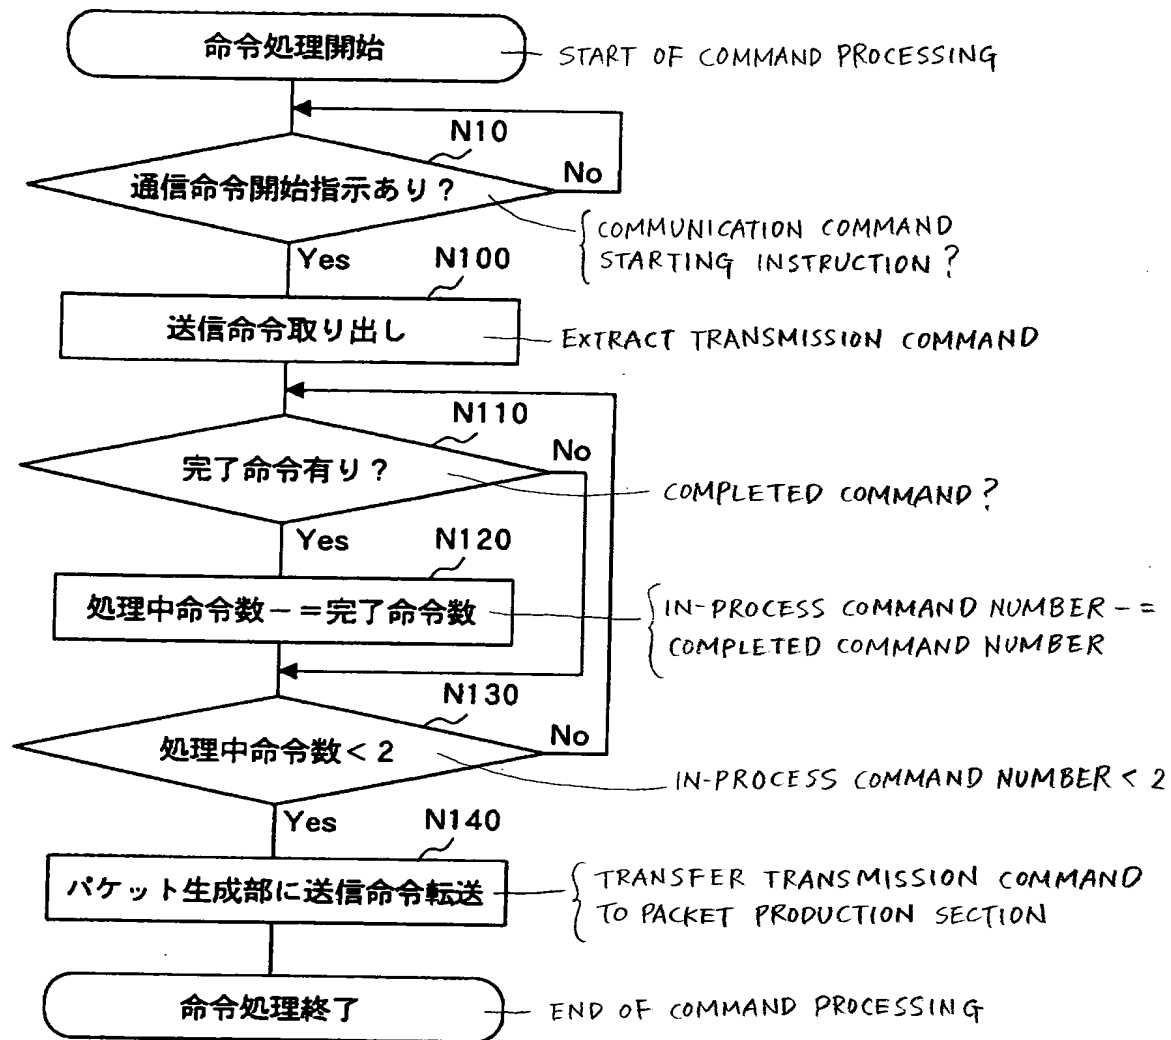 命令処理開始
START OF COMMAND PROCESSING
N10
通信命令開始指示あり？
No
COMMUNICATION COMMAND
STARTING INSTRUCTION?
Yes
N100
送信命令取り出し
EXTRACT TRANSMISSION COMMAND
N110
完了命令有り？
No
COMPLETED COMMAND?
Yes
N120
処理中命令数－＝完了命令数
IN-PROCESS COMMAND NUMBER - =
COMPLETED COMMAND NUMBER
N130
処理中命令数＜2
No
IN-PROCESS COMMAND NUMBER < 2
Yes
N140
パケット生成部に送信命令転送
TRANSFER TRANSMISSION COMMAND
TO PACKET PRODUCTION SECTION
命令処理終了
END OF COMMAND PROCESSING